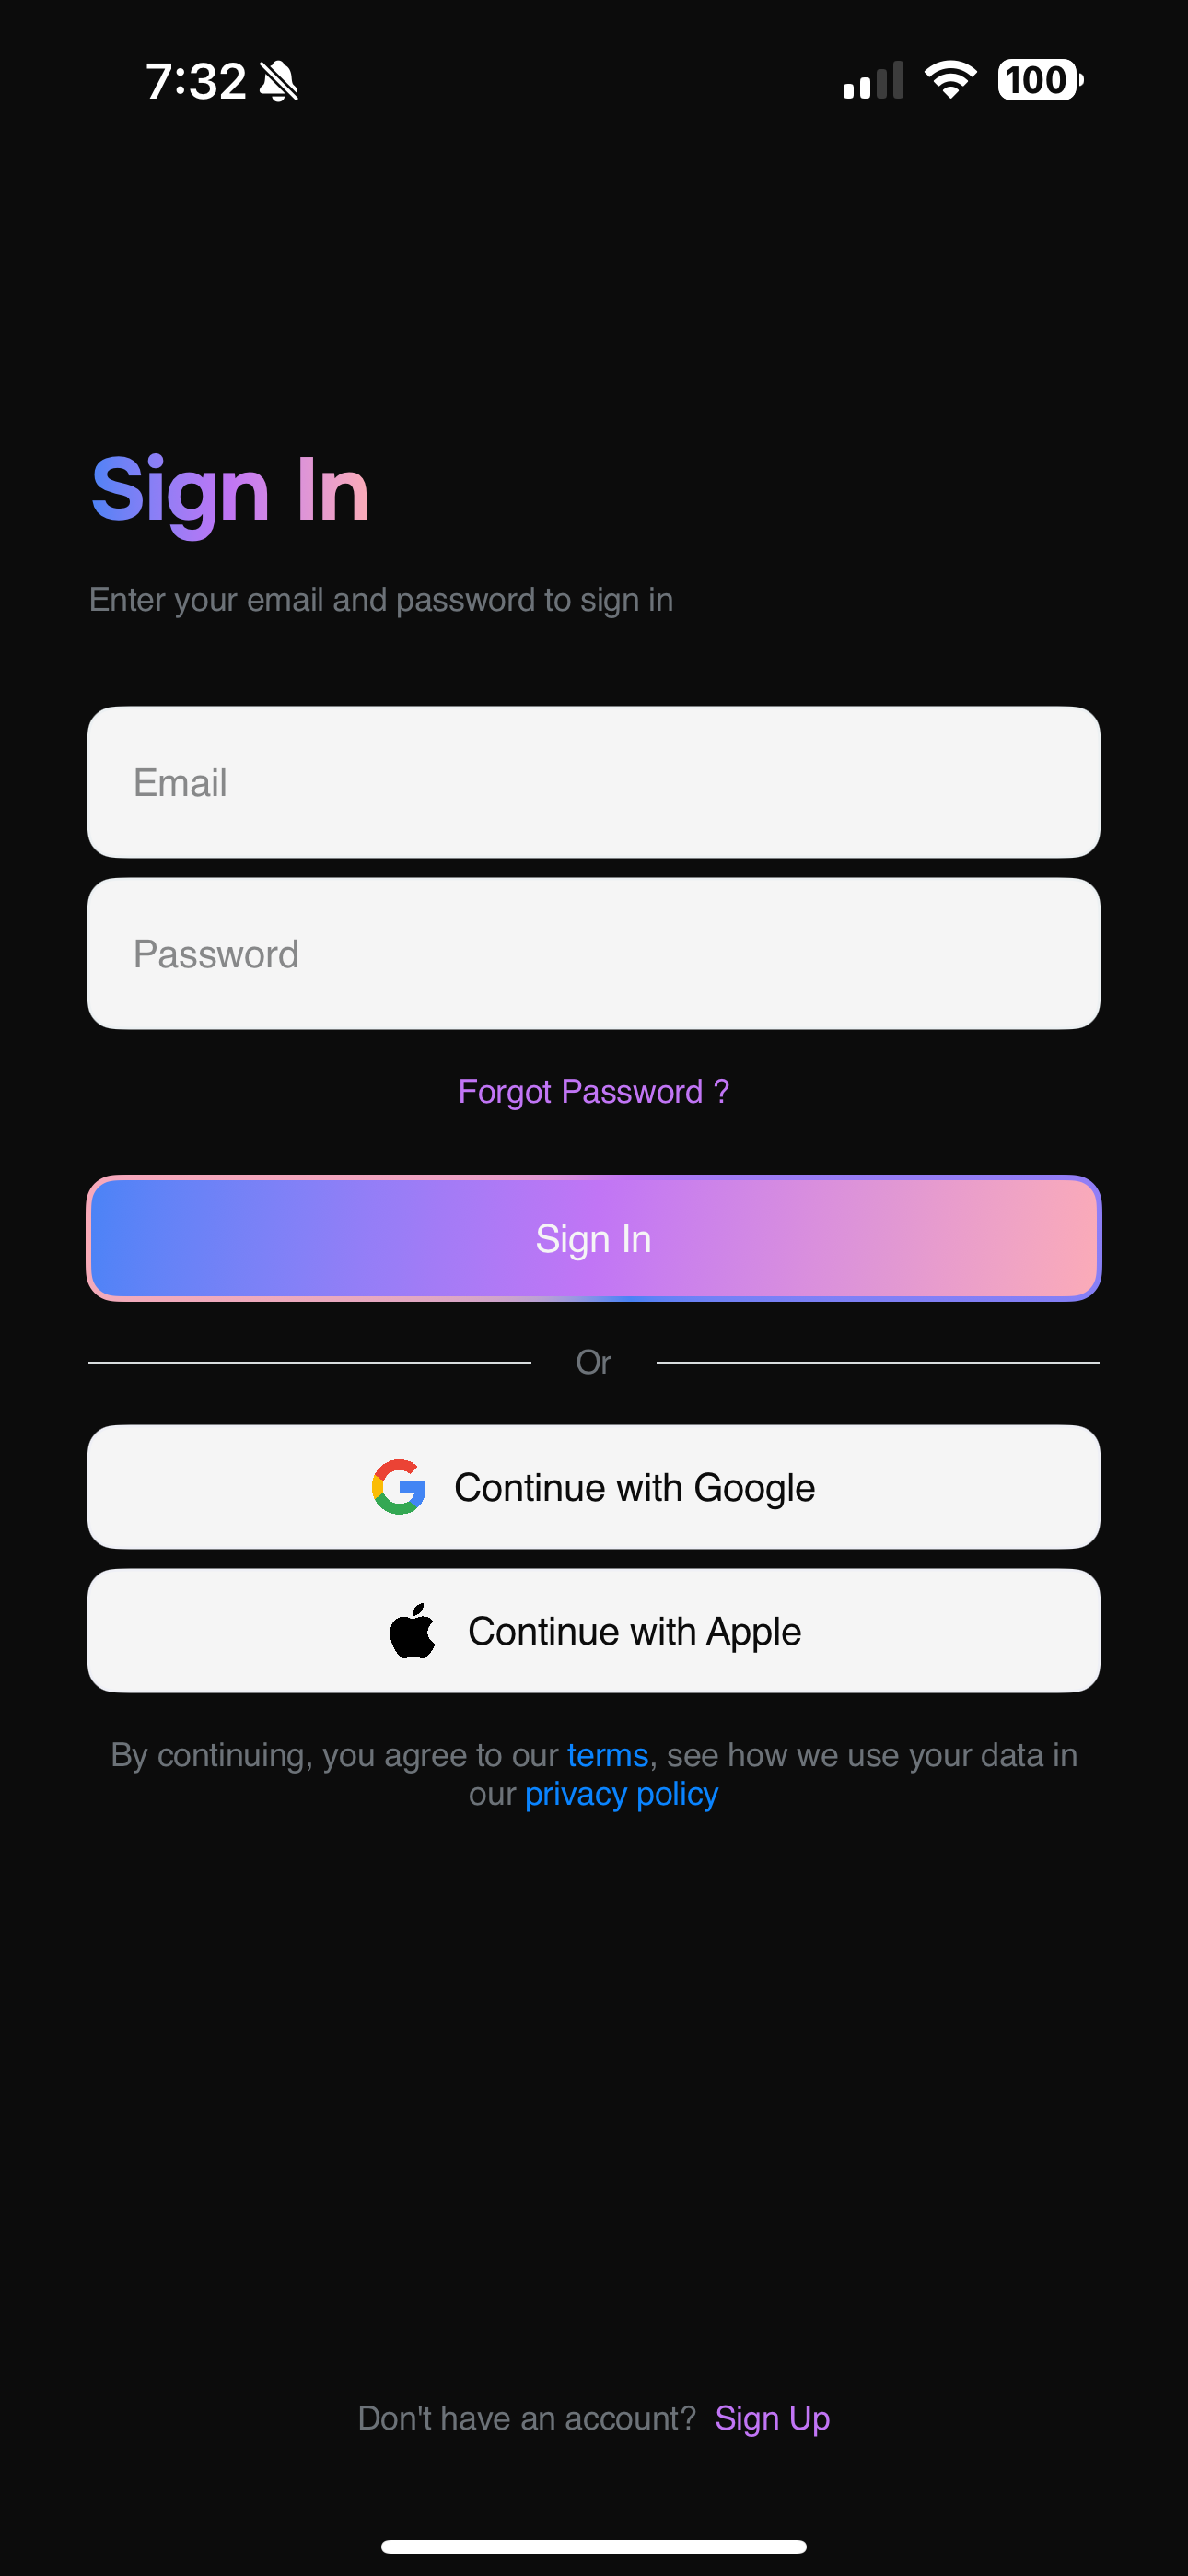 7:32
100
Sign In
Enter your email and password to sign in
Email
Password
Forgot Password ?
Sign In
Or
Continue with Google
Continue with Apple
By continuing, you agree to our terms, see how we use your data in
our privacy policy
Don't have an account? Sign Up